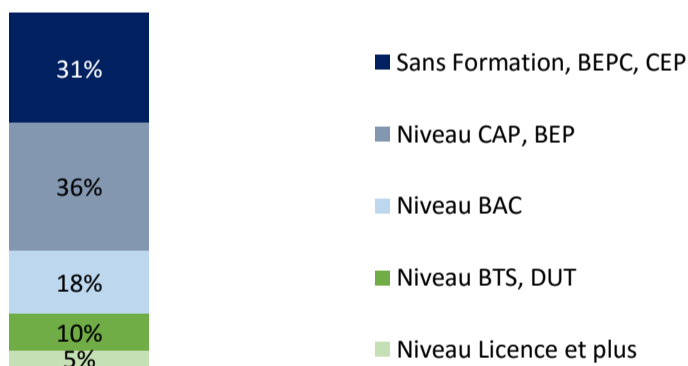 31%
36%
18%
10%
5%
Sans Formation, BEPC, CEP
Niveau CAP, BEP
Niveau BAC
Niveau BTS, DUT
Niveau Licence et plus